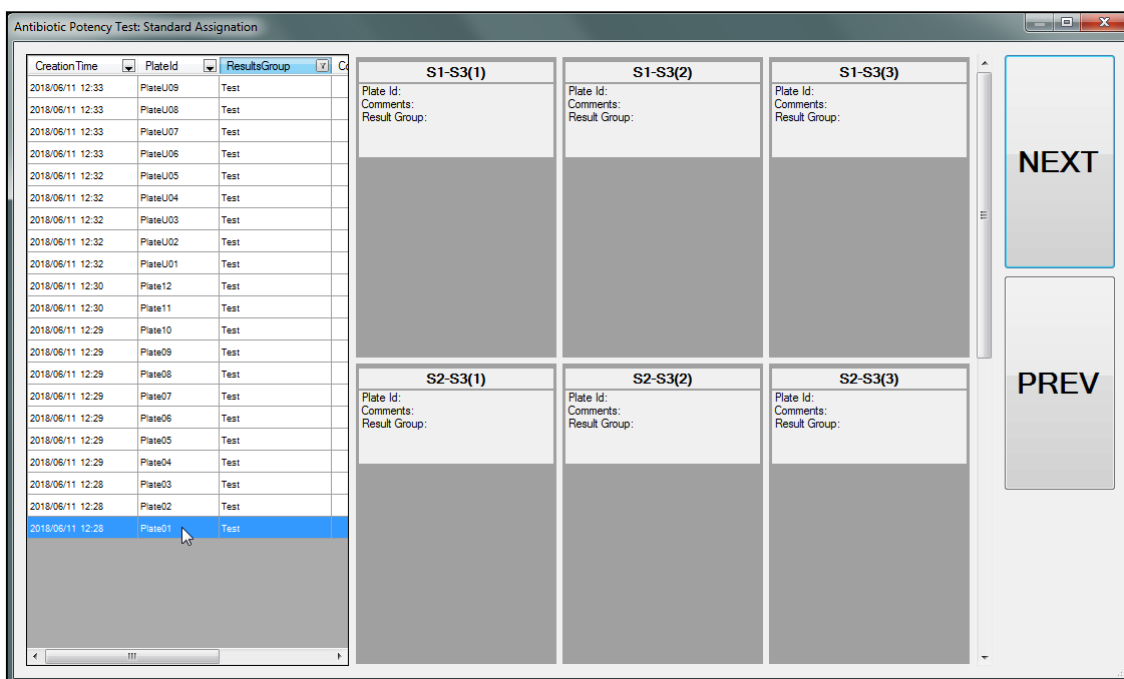 Antibiotic Potency Test: Standard Assignation
CreationTime PlateId ResultsGroup
2018/06/11 12:33 PlateU09 Test
2018/06/11 12:33 PlateU08 Test
2018/06/11 12:33 PlateU07 Test
2018/06/11 12:33 PlateU06 Test
2018/06/11 12:32 PlateU05 Test
2018/06/11 12:32 PlateU04 Test
2018/06/11 12:32 PlateU03 Test
2018/06/11 12:32 PlateU02 Test
2018/06/11 12:32 PlateU01 Test
2018/06/11 12:30 Plate12 Test
2018/06/11 12:30 Plate11 Test
2018/06/11 12:29 Plate10 Test
2018/06/11 12:29 Plate09 Test
2018/06/11 12:29 Plate08 Test
2018/06/11 12:29 Plate07 Test
2018/06/11 12:29 Plate06 Test
2018/06/11 12:29 Plate05 Test
2018/06/11 12:29 Plate04 Test
2018/06/11 12:28 Plate03 Test
2018/06/11 12:28 Plate02 Test
2018/06/11 12:28 Plate01 Test
S1-S3(1)
Plate Id:
Comments:
Result Group:
S1-S3(2)
Plate Id:
Comments:
Result Group:
S1-S3(3)
Plate Id:
Comments:
Result Group:
S2-S3(1)
Plate Id:
Comments:
Result Group:
S2-S3(2)
Plate Id:
Comments:
Result Group:
S2-S3(3)
Plate Id:
Comments:
Result Group:
NEXT
PREV